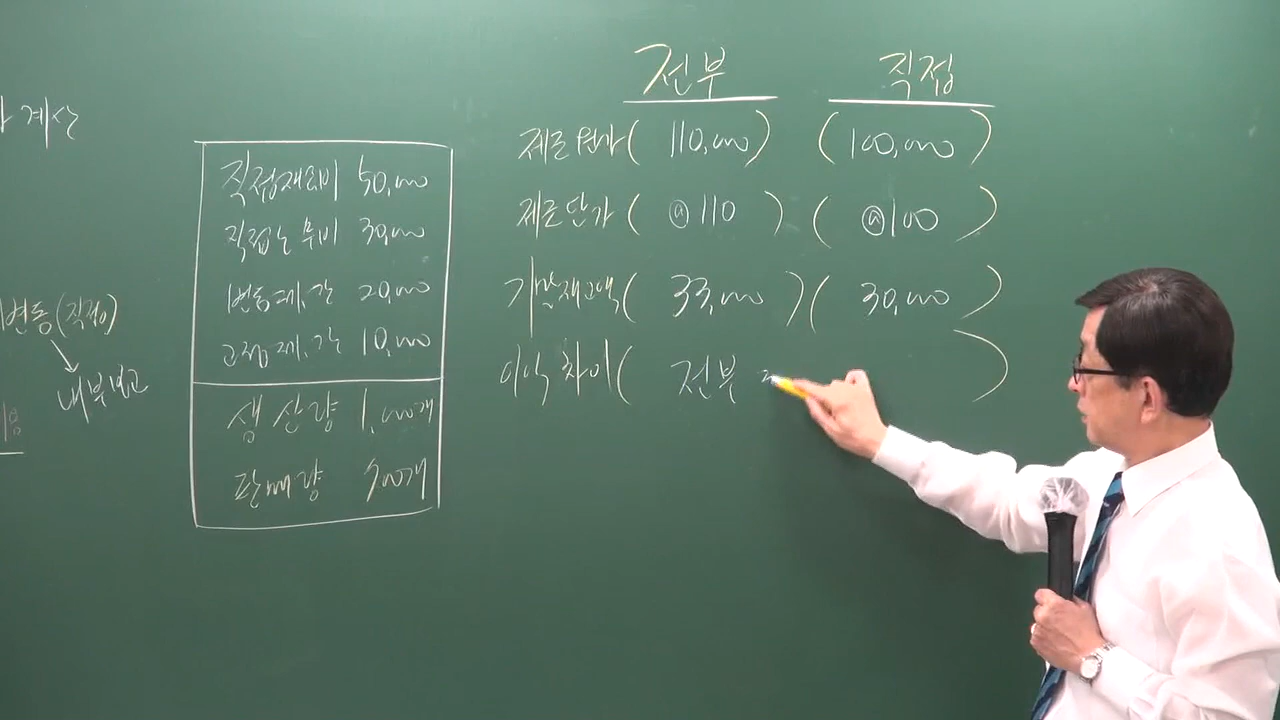 계산
변동(직접)
내부보고
직접재료비 50,000
직접노무비 30,000
변동제.간 20,000
고정제.간 10,000
생산량 1,000개
판매량 700개
전부 직접
제조원가 ( 110,000 ) ( 100,000 )
제조단가 ( @110 ) ( @100 )
기말재고액 ( 33,000 ) ( 30,000 )
이익차이 ( 전부 )